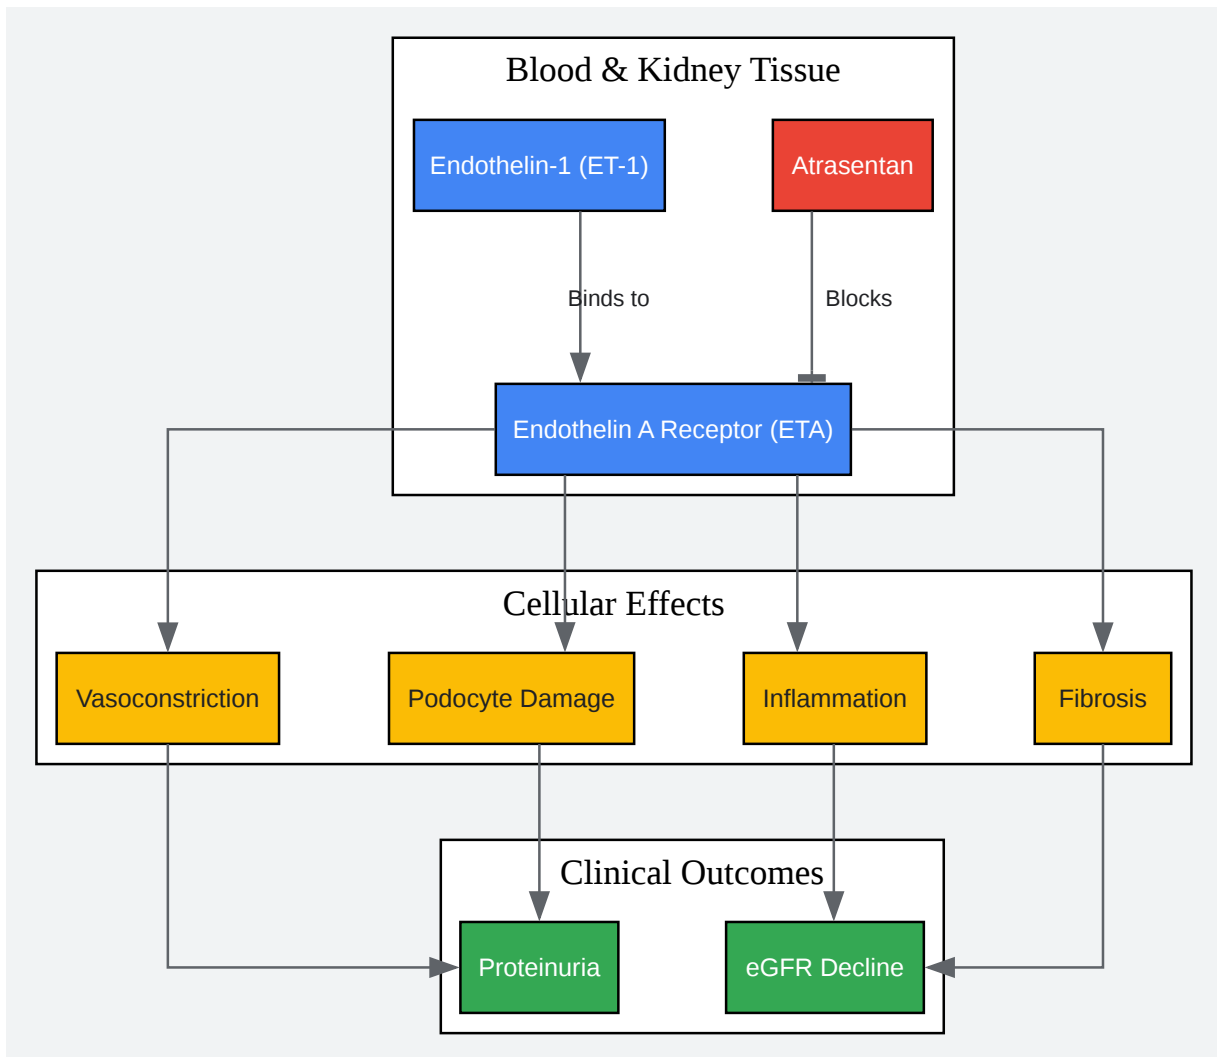 Blood & Kidney Tissue
Endothelin-1 (ET-1)
Atrasentan
Binds to
Blocks
Endothelin A Receptor (ETA)
Cellular Effects
Vasoconstriction
Podocyte Damage
Inflammation
Fibrosis
Clinical Outcomes
Proteinuria
eGFR Decline